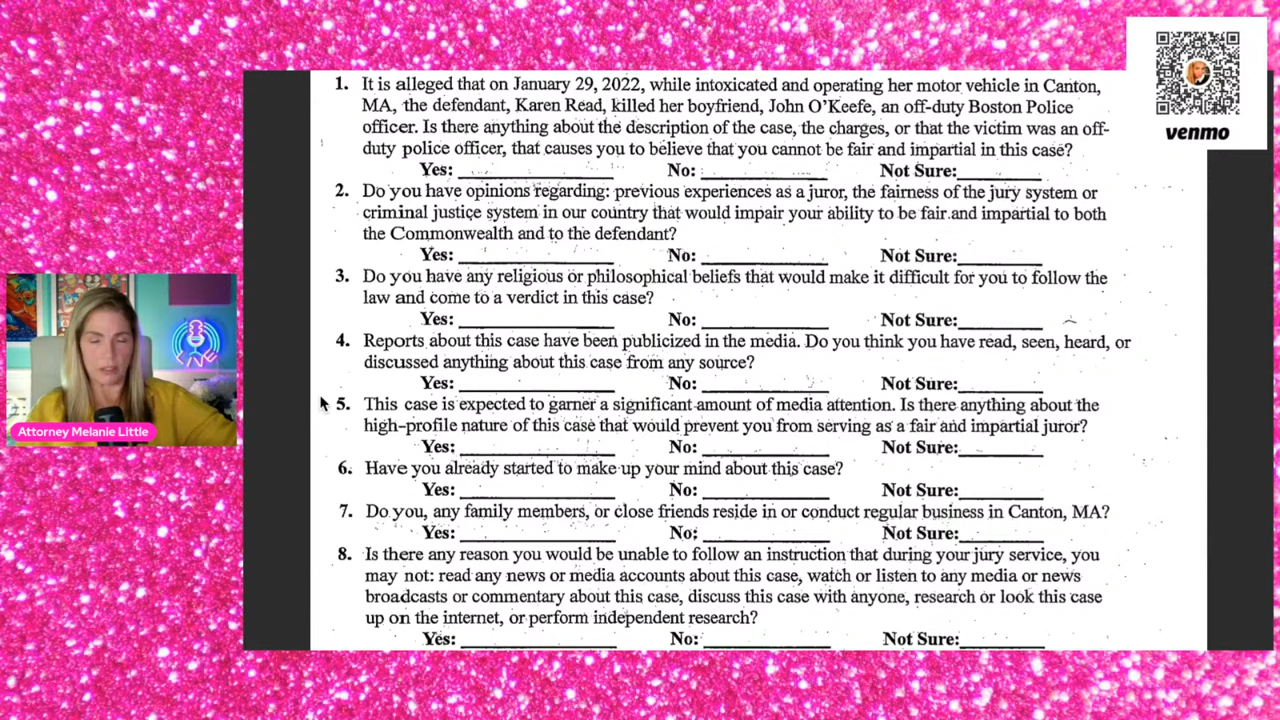 venmo
1. It is alleged that on January 29, 2022, while intoxicated and operating her motor vehicle in Canton,
MA, the defendant, Karen Read, killed her boyfriend, John O'Keefe, an off-duty Boston Police
officer. Is there anything about the description of the case, the charges, or that the victim was an off-
duty police officer, that causes you to believe that you cannot be fair and impartial in this case?
Yes: No: Not Sure:
2. Do you have opinions regarding: previous experiences as a juror, the fairness of the jury system or
criminal justice system in our country that would impair your ability to be fair and impartial to both
the Commonwealth and to the defendant?
Yes: No: Not Sure:
3. Do you have any religious or philosophical beliefs that would make it difficult for you to follow the
law and come to a verdict in this case?
Yes: No: Not Sure:
4. Reports about this case have been publicized in the media. Do you think you have read, seen, heard, or
discussed anything about this case from any source?
Yes: No: Not Sure:
5. This case is expected to garner a significant amount of media attention. Is there anything about the
high-profile nature of this case that would prevent you from serving as a fair and impartial juror?
Yes: No: Not Sure:
6. Have you already started to make up your mind about this case?
Yes: No: Not Sure:
7. Do you, any family members, or close friends reside in or conduct regular business in Canton, MA?
Yes: No: Not Sure:
8. Is there any reason you would be unable to follow an instruction that during your jury service, you
may not: read any news or media accounts about this case, watch or listen to any media or news
broadcasts or commentary about this case, discuss this case with anyone, research or look this case
up on the internet, or perform independent research?
Yes: No: Not Sure:
LIVE
Attorney Melanie Little